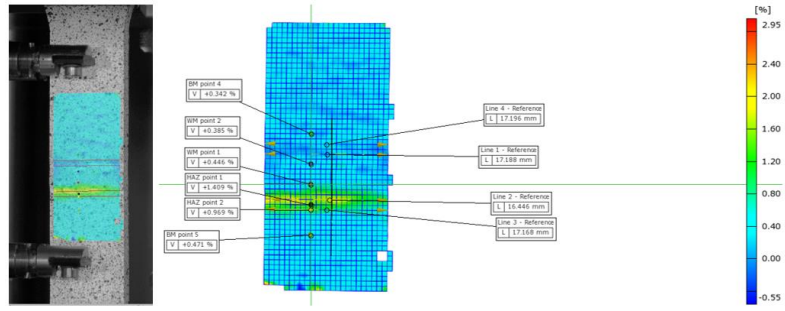 [%]
2.95
2.40
2.00
1.60
1.20
0.80
0.40
0.00
-0.55
BM point 4
V +0.342 %
WM point 2
V +0.385 %
WM point 1
V +0.446 %
HAZ point 1
V +1.409 %
HAZ point 2
V +0.969 %
BM point 5
V +0.471 %
Line 4 - Reference
L 17.196 mm
Line 1 - Reference
L 17.188 mm
Line 2 - Reference
L 16.446 mm
Line 3 - Reference
L 17.168 mm